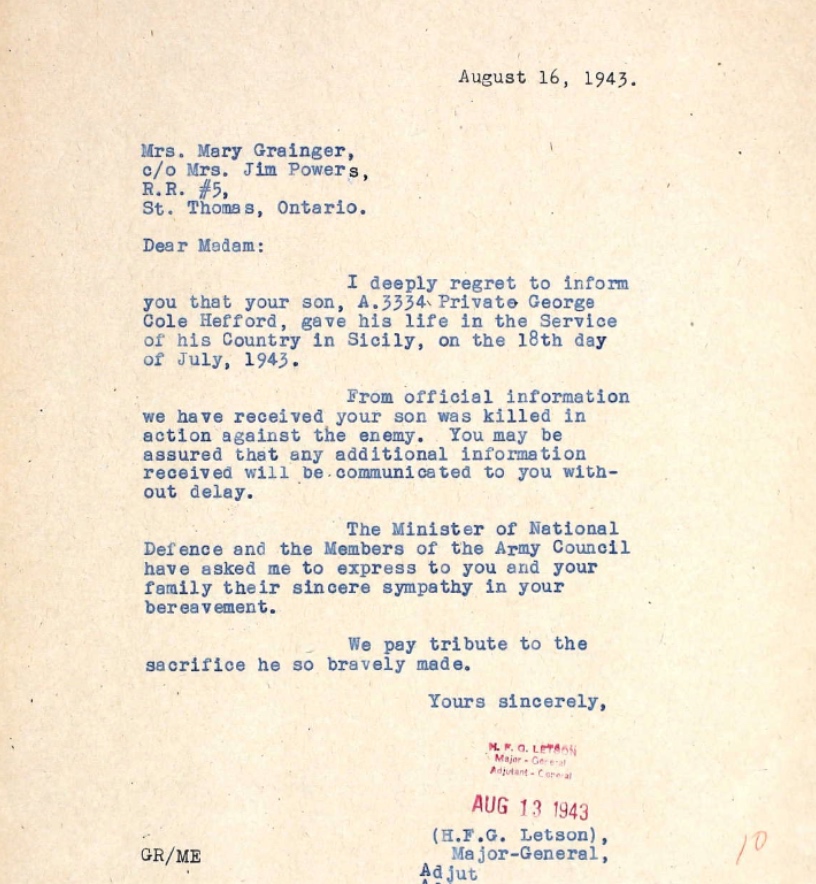 August 16, 1943.
Mrs. Mary Grainger,
c/o Mrs. Jim Powers,
R.R. #5,
St. Thomas, Ontario.
Dear Madam:
I deeply regret to inform
you that your son, A.3334 Private George
Cole Hefford, gave his life in the Service
of his Country in Sicily, on the 18th day
of July, 1943.
From official information
we have received your son was killed in
action against the enemy. You may be
assured that any additional information
received will be communicated to you with-
out delay.
The Minister of National
Defence and the Members of the Army Council
have asked me to express to you and your
family their sincere sympathy in your
bereavement.
We pay tribute to the
sacrifice he so bravely made.
Yours sincerely,
H. F. G. LETSON
Major - General
Adjutant - General
AUG 13 1943
(H.F.G. Letson),
Major-General,
GR/ME
Adjut
10